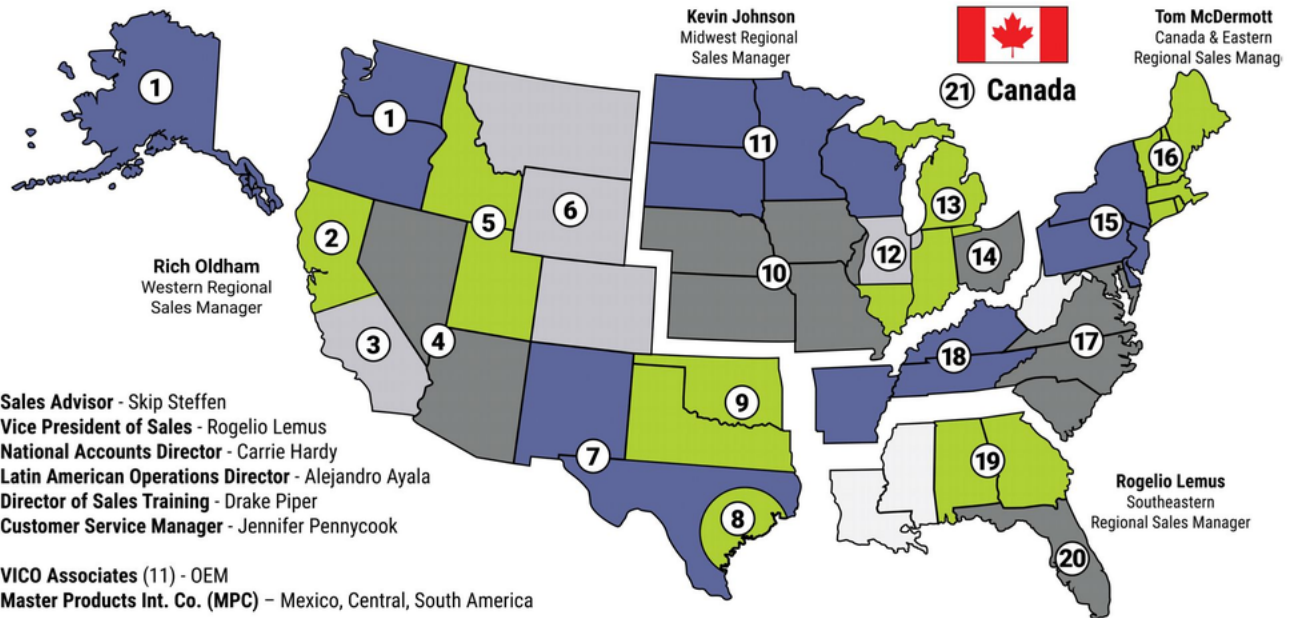 Kevin Johnson
Midwest Regional
Sales Manager
Tom McDermott
Canada & Eastern
Regional Sales Manag
21 Canada
1
1
2
3
4
5
6
7
8
9
10
11
12
13
14
15
16
17
18
19
20
Rich Oldham
Western Regional
Sales Manager
Sales Advisor - Skip Steffen
Vice President of Sales - Rogelio Lemus
National Accounts Director - Carrie Hardy
Latin American Operations Director - Alejandro Ayala
Director of Sales Training - Drake Piper
Customer Service Manager - Jennifer Pennycook
VICO Associates (11) - OEM
Master Products Int. Co. (MPC) – Mexico, Central, South America
Rogelio Lemus
Southeastern
Regional Sales Manager